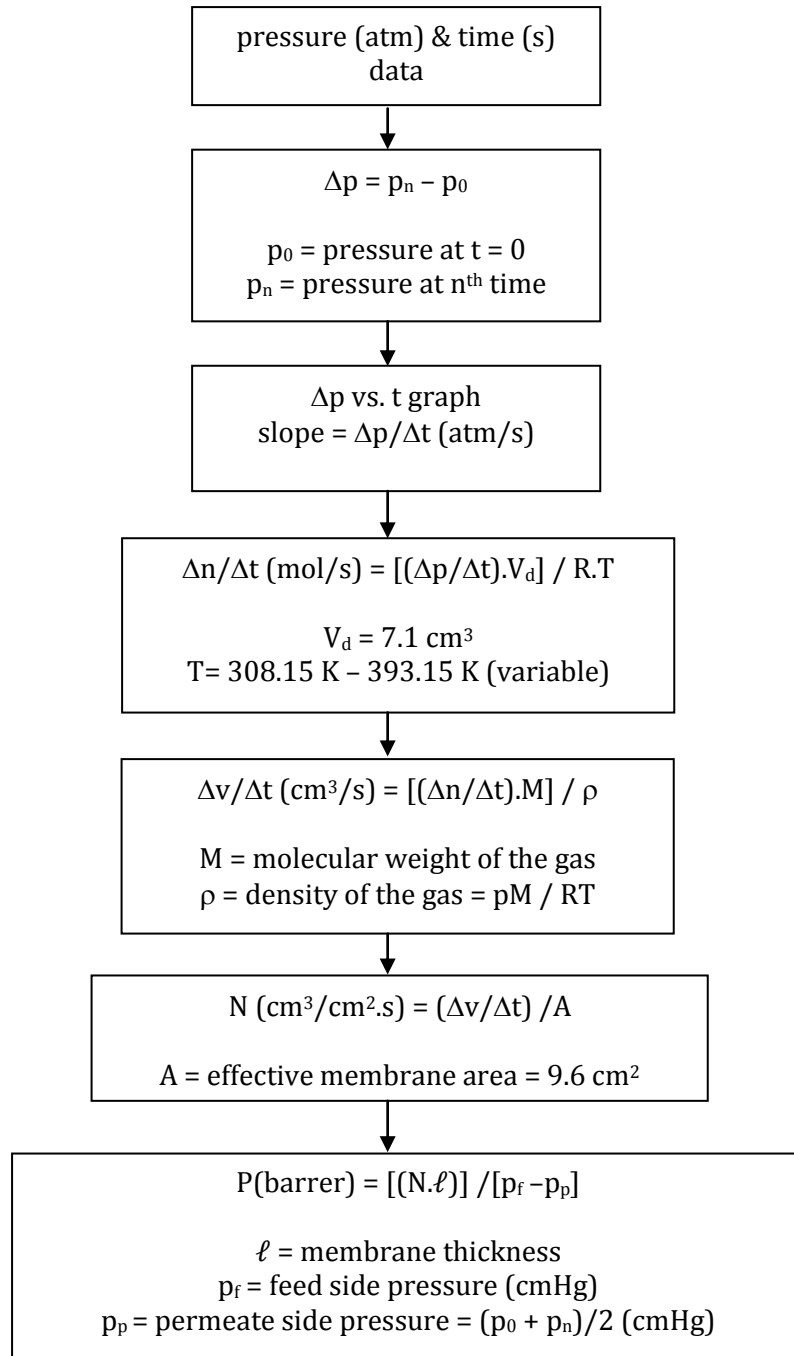 pressure (atm) & time (s)
data
Δp = pₙ – p₀
p₀ = pressure at t = 0
pₙ = pressure at nᵗʰ time
Δp vs. t graph
slope = Δp/Δt (atm/s)
Δn/Δt (mol/s) = [(Δp/Δt).V_d] / R.T
V_d = 7.1 cm³
T= 308.15 K – 393.15 K (variable)
Δv/Δt (cm³/s) = [(Δn/Δt).M] / ρ
M = molecular weight of the gas
ρ = density of the gas = pM / RT
N (cm³/cm².s) = (Δv/Δt) /A
A = effective membrane area = 9.6 cm²
P(barrer) = [(N.ℓ)] /[p_f –pₚ]
ℓ = membrane thickness
p_f = feed side pressure (cmHg)
pₚ = permeate side pressure = (p₀ + pₙ)/2 (cmHg)